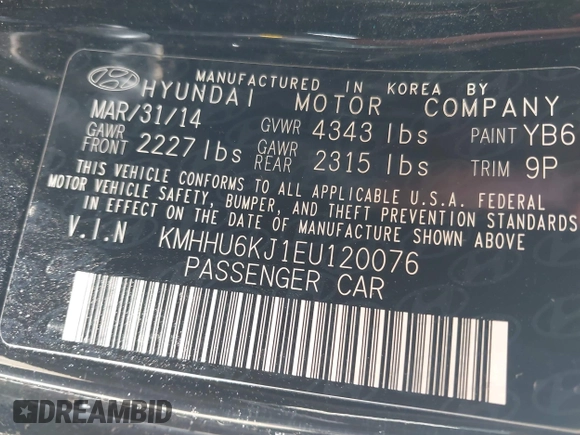 MANUFACTURED IN KOREA BY
HYUNDAI MOTOR COMPANY
MAR/31/14 GVWR 4343 lbs PAINT YB6
GAWR FRONT 2227 lbs GAWR REAR 2315 lbs TRIM 9P
THIS VEHICLE CONFORMS TO ALL APPLICABLE U.S.A. FEDERAL
MOTOR VEHICLE SAFETY, BUMPER, AND THEFT PREVENTION STANDARDS
IN EFFECT ON THE DATE OF MANUFACTURE SHOWN ABOVE
V.I.N KMHHU6KJ1EU120076
PASSENGER CAR
DREAMBID